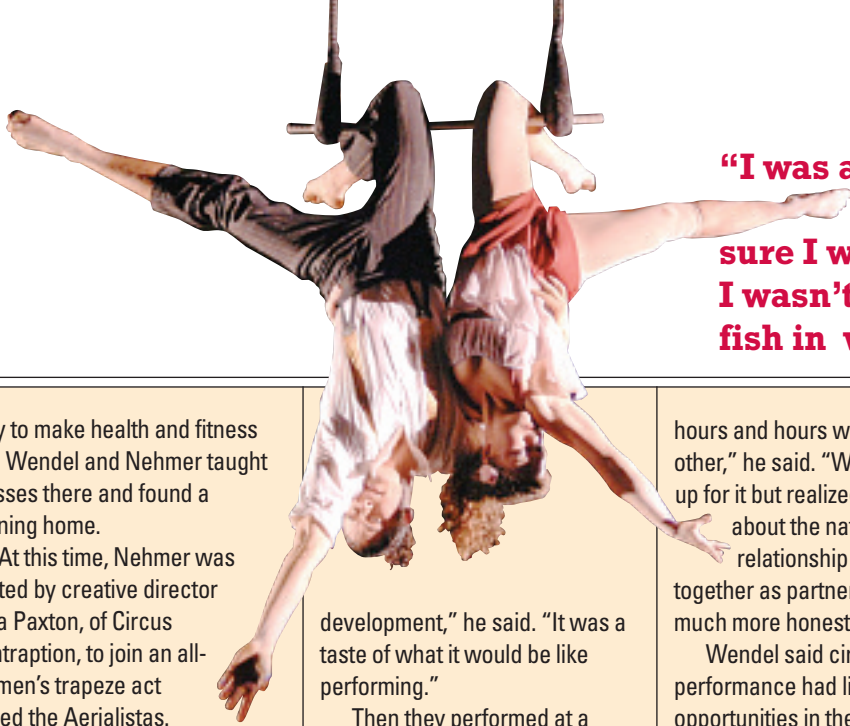 “I was a
sure I w
I wasn’t
fish in w
y to make health and fitness
Wendel and Nehmer taught
sses there and found a
ning home.
At this time, Nehmer was
ted by creative director
a Paxton, of Circus
ntraption, to join an all-
men’s trapeze act
ed the Aerialistas.
development,” he said. “It was a
taste of what it would be like
performing.”
Then they performed at a
hours and hours w
other,” he said. “W
up for it but realize
about the nat
relationship
together as partner
much more honest
Wendel said cir
performance had li
opportunities in the